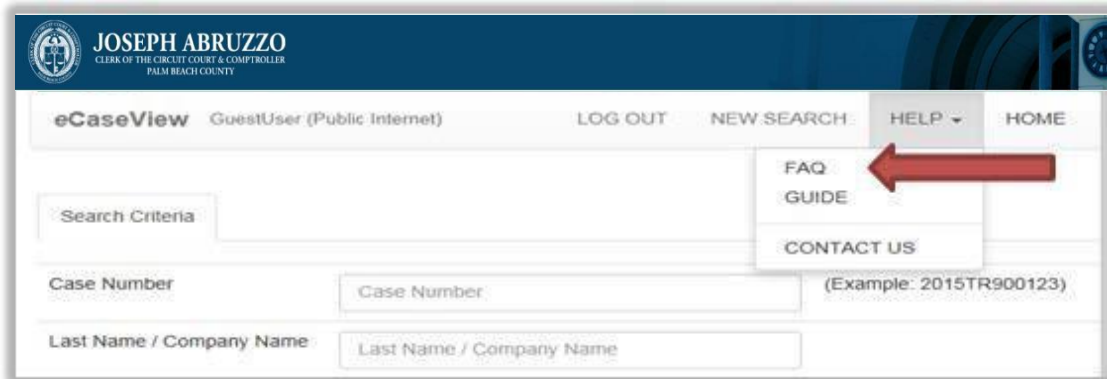 JOSEPH ABRUZZO
CLERK OF THE CIRCUIT COURT & COMPTROLLER
PALM BEACH COUNTY
eCaseView GuestUser (Public Internet) LOG OUT NEW SEARCH HELP HOME
FAQ
GUIDE
CONTACT US
Search Criteria
Case Number Case Number (Example: 2015TR900123)
Last Name / Company Name Last Name / Company Name